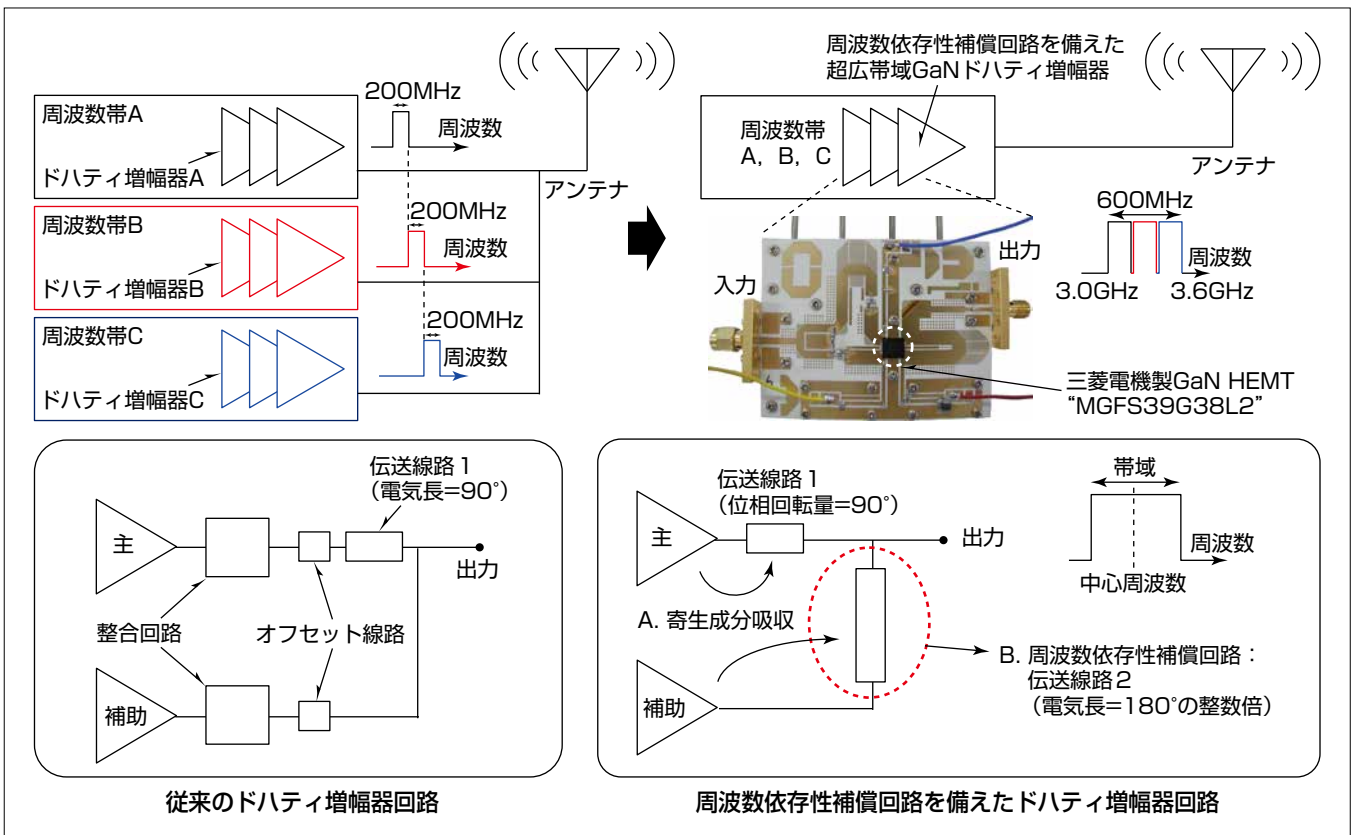 周波数帯A
ドハティ増幅器A
200MHz
周波数
アンテナ
周波数帯B
ドハティ増幅器B
200MHz
周波数
周波数帯C
ドハティ増幅器C
200MHz
周波数
周波数依存性補償回路を備えた
超広帯域GaNドハティ増幅器
周波数帯
A，B，C
アンテナ
入力
出力
600MHz
周波数
3.0GHz
3.6GHz
三菱電機製GaN HEMT
“MGFS39G38L2”
伝送線路1
（電気長=90°）
主
出力
整合回路
オフセット線路
補助
従来のドハティ増幅器回路
伝送線路1
（位相回転量=90°）
主
出力
A. 寄生成分吸収
補助
帯域
周波数
中心周波数
B. 周波数依存性補償回路：
伝送線路2
（電気長=180°の整数倍）
周波数依存性補償回路を備えたドハティ増幅器回路